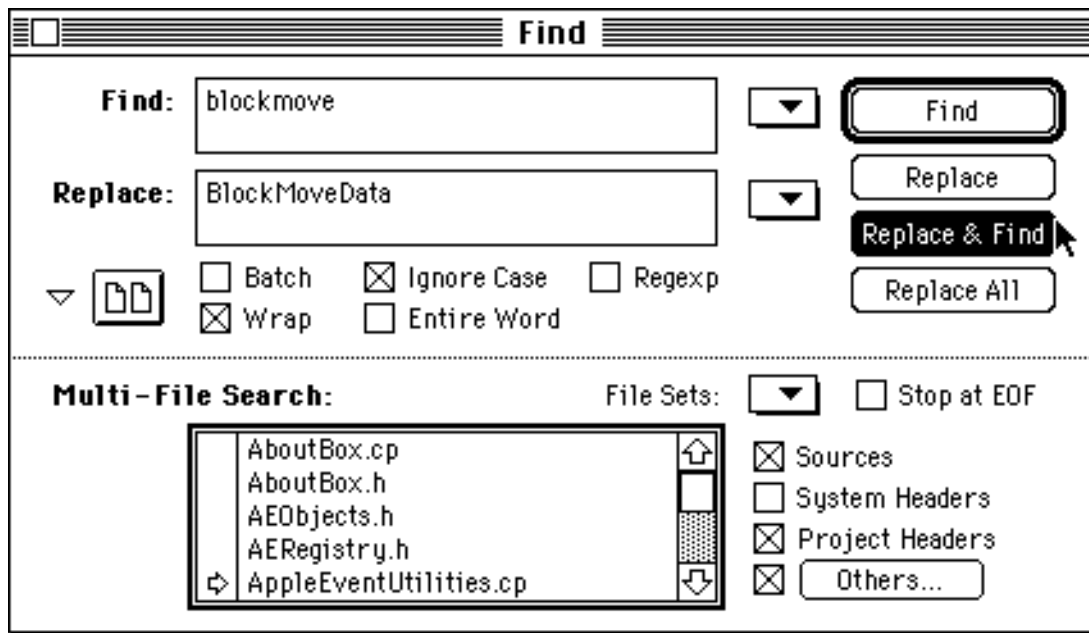 Find
Find: blockmove
Find
Replace: BlockMoveData
Replace
Replace & Find
Batch Ignore Case Regexp
Replace All
Wrap Entire Word
Multi-File Search: File Sets: Stop at EOF
AboutBox.cp
Sources
AboutBox.h
System Headers
AEObjects.h
AERegistry.h
Project Headers
AppleEventUtilities.cp
Others...